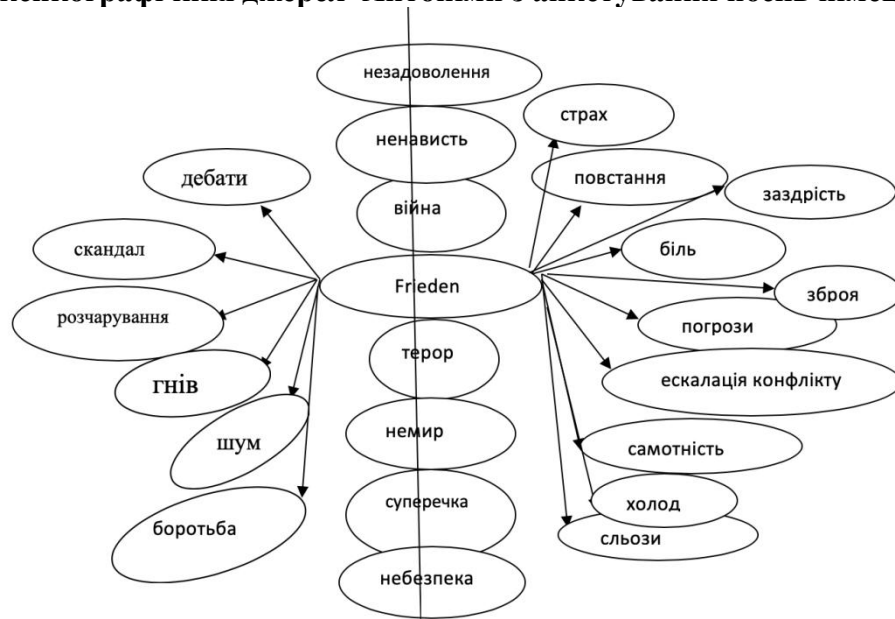 джерел
незадоволення
страх
ненависть
дебати
повстання
заздрість
війна
скандал
біль
Frieden
зброя
розчарування
погрози
терор
гнів
ескалація конфлікту
немир
шум
самотність
суперечка
холод
боротьба
сльози
небезпека